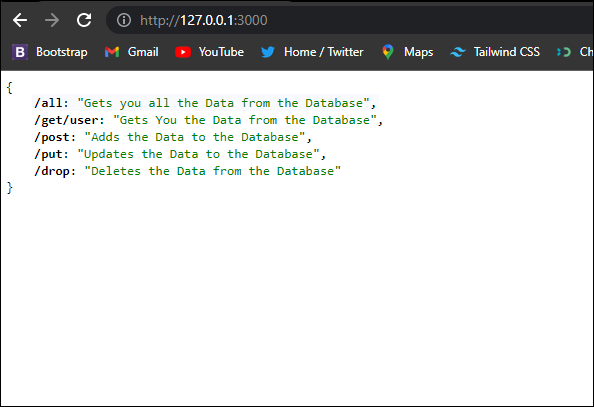 http://127.0.0.1:3000
B Bootstrap Gmail YouTube Home / Twitter Maps Tailwind CSS Ch
{
/all: "Gets you all the Data from the Database",
/get/user: "Gets You the Data from the Database",
/post: "Adds the Data to the Database",
/put: "Updates the Data to the Database",
/drop: "Deletes the Data from the Database"
}